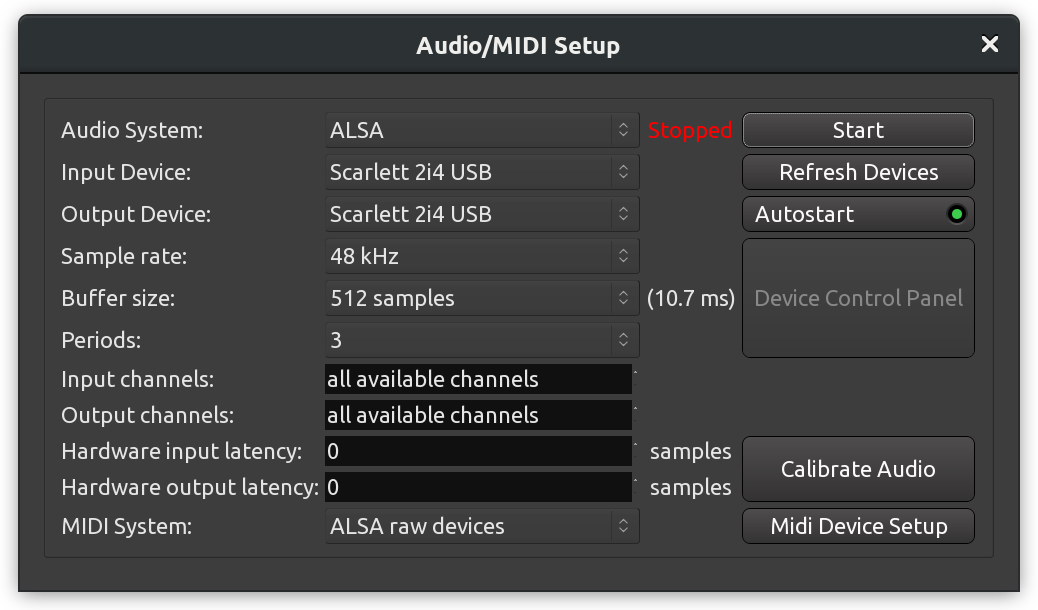 Audio/MIDI Setup
Audio System: ALSA Stopped Start
Input Device: Scarlett 2i4 USB Refresh Devices
Output Device: Scarlett 2i4 USB Autostart
Sample rate: 48 kHz
Buffer size: 512 samples (10.7 ms) Device Control Panel
Periods: 3
Input channels: all available channels
Output channels: all available channels
Hardware input latency: 0 samples
Calibrate Audio
Hardware output latency: 0 samples
MIDI System: ALSA raw devices Midi Device Setup